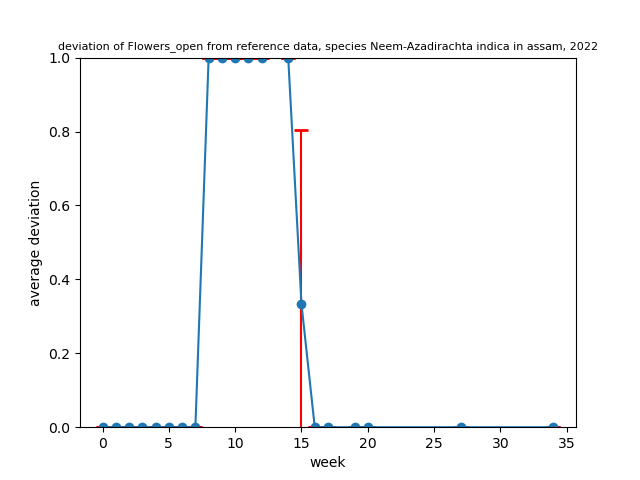 deviation of Flowers_open from reference data, species Neem-Azadirachta indica in assam, 2022
1.0
0.8
0.6
0.4
0.2
0.0
average deviation
0 5 10 15 20 25 30 35
week